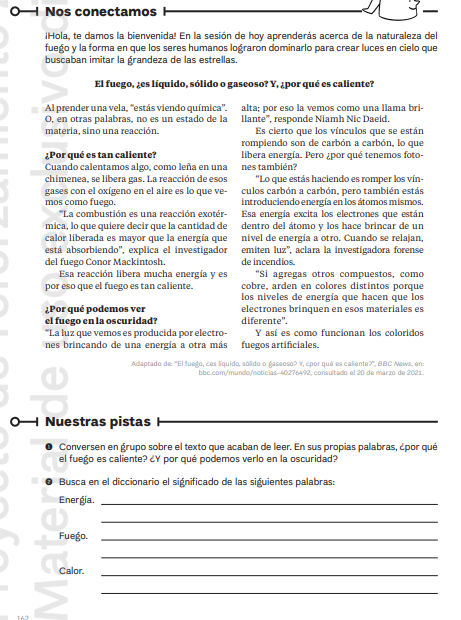 Nos conectamos
¡Hola, te damos la bienvenida! En la sesión de hoy aprenderás acerca de la naturaleza del
fuego y la forma en que los seres humanos lograron dominarlo para crear luces en cielo que
buscaban imitar la grandeza de las estrellas.
El fuego, ¿es líquido, sólido o gaseoso? Y, ¿por qué es caliente?
Al prender una vela, “estás viendo química”.
O, en otras palabras, no es un estado de la
materia, sino una reacción.
¿Por qué es tan caliente?
Cuando calentamos algo, como leña en una
chimenea, se libera gas. La reacción de esos
gases con el oxígeno en el aire es lo que ve-
mos como fuego.
“La combustión es una reacción exotér-
mica, lo que quiere decir que la cantidad de
calor liberada es mayor que la energía que
está absorbiendo”, explica el investigador
del fuego Conor Mackintosh.
Esa reacción libera mucha energía y es
por eso que el fuego es tan caliente.
¿Por qué podemos ver
el fuego en la oscuridad?
“La luz que vemos es producida por electro-
nes brincando de una energía a otra más
alta; por eso la vemos como una llama bri-
llante”, responde Niamh Nic Daeid.
Es cierto que los vínculos que se están
rompiendo son de carbón a carbón, lo que
libera energía. Pero ¿por qué tenemos foto-
nes también?
“Lo que estás haciendo es romper los vín-
culos carbón a carbón, pero también estás
introduciendo energía en los átomos mismos.
Esa energía excita los electrones que están
dentro del átomo y los hace brincar de un
nivel de energía a otro. Cuando se relajan,
emiten luz”, aclara la investigadora forense
de incendios.
“Si agregas otros compuestos, como
cobre, arden en colores distintos porque
los niveles de energía que hacen que los
electrones brinquen en esos materiales es
diferente”.
Y así es como funcionan los coloridos
fuegos artificiales.
Adaptado de: “El fuego, ¿es líquido, sólido o gaseoso? Y, ¿por qué es caliente?”, BBC News, en:
bbc.com/mundo/noticias-40276492, consultado el 20 de marzo de 2021.
Nuestras pistas
1 Conversen en grupo sobre el texto que acaban de leer. En sus propias palabras, ¿por qué
el fuego es caliente? ¿Y por qué podemos verlo en la oscuridad?
2 Busca en el diccionario el significado de las siguientes palabras:
Energía.
Fuego.
Calor.
162
Material de uso exclusivo d